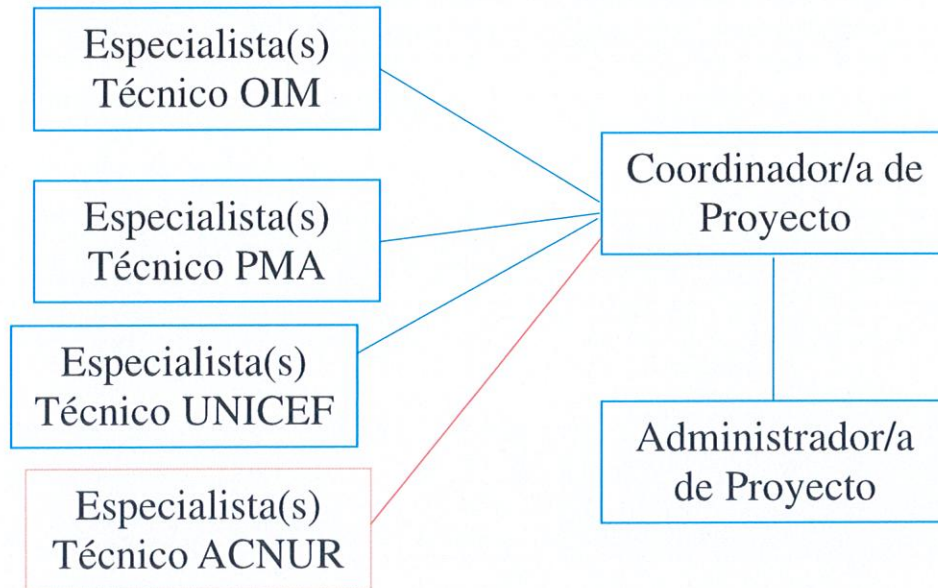 Especialista(s)
Técnico OIM
Especialista(s)
Técnico PMA
Especialista(s)
Técnico UNICEF
Especialista(s)
Técnico ACNUR
Coordinador/a de
Proyecto
Administrador/a
de Proyecto